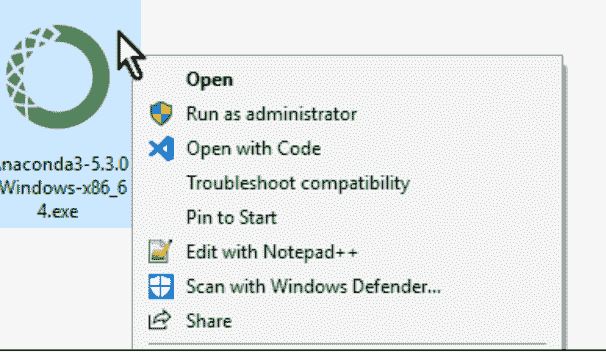 naconda3-5.3.0
Windows-x86_6
4.exe
Open
Run as administrator
Open with Code
Troubleshoot compatibility
Pin to Start
Edit with Notepad++
Scan with Windows Defender...
Share